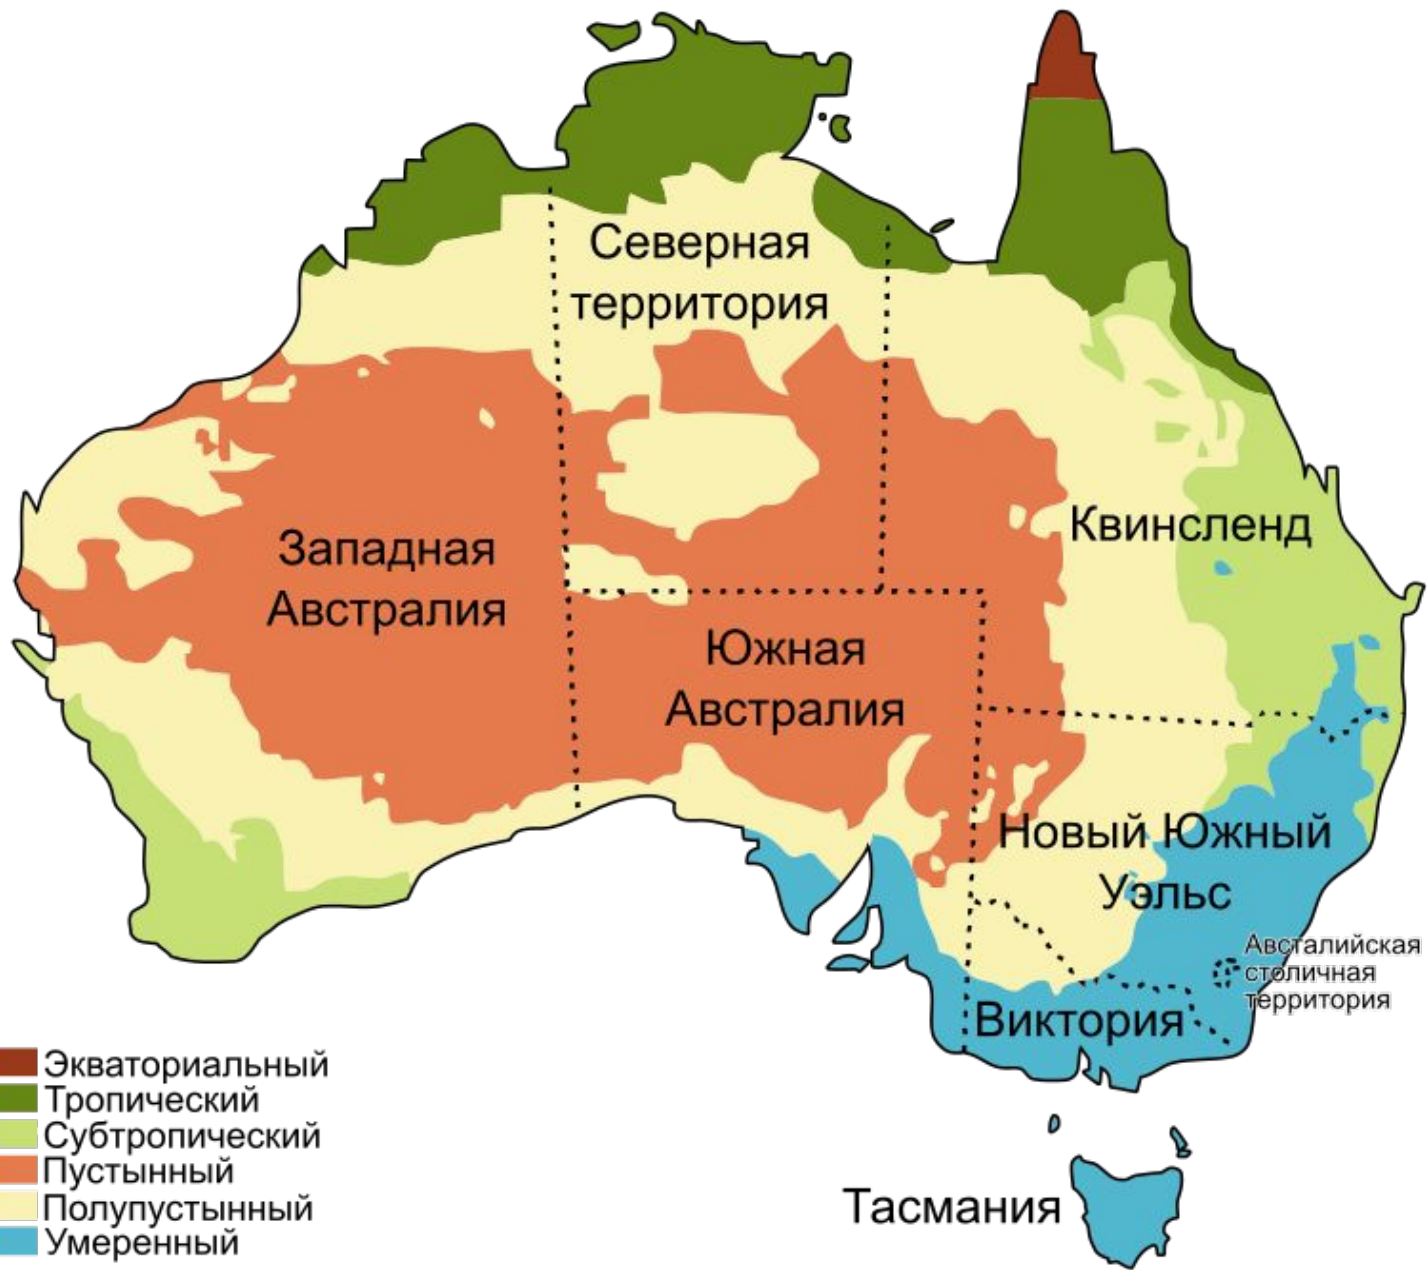 Северная
территория
Квинсленд
Западная
Австралия
Южная
Австралия
Новый Южный
Уэльс
Австалийская
столичная
территория
Виктория
Экваториальный
Тропический
Субтропический
Пустынный
Полупустынный
Умеренный
Тасмания